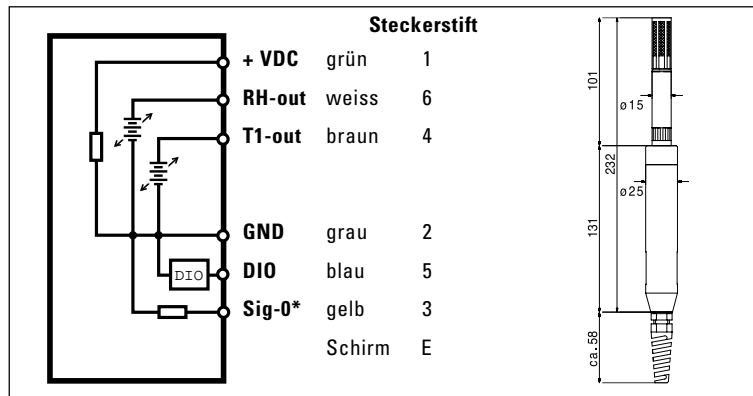 Steckerstift
+ VDC grün 1
RH-out weiss 6
T1-out braun 4
GND grau 2
DIO DIO blau 5
Sig-0* gelb 3
Schirm E
101
ø15
232
ø25
131
ca.58